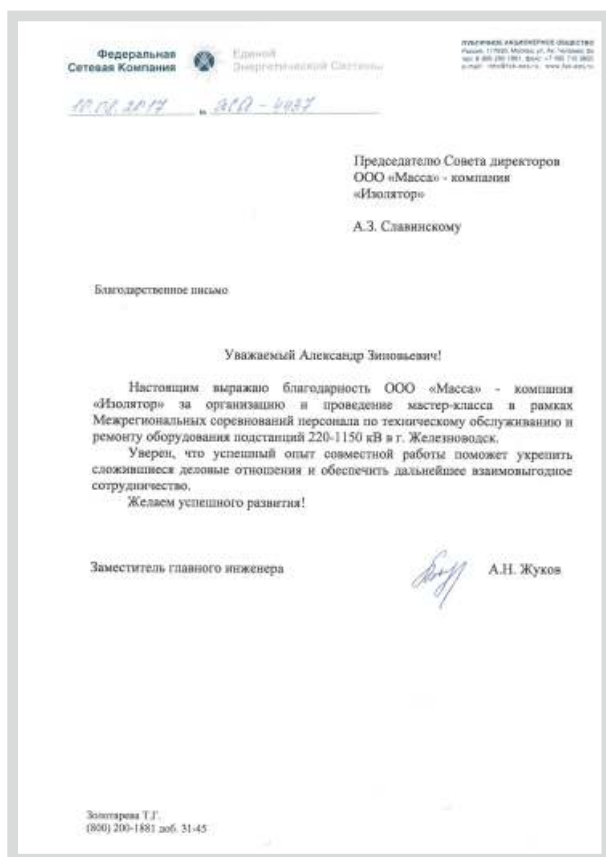 Федеральная
Сетевая Компания
Единой
Энергетической Системы
ПУБЛИЧНОЕ АКЦИОНЕРНОЕ ОБЩЕСТВО
2017 №
Председателю Совета директоров
ООО «Масса» - компания
«Изолятор»
А.З. Славинскому
Благодарственное письмо
Уважаемый Александр Зиновьевич!
Настоящим выражаю благодарность ООО «Масса» - компания
«Изолятор» за организацию и проведение мастер-класса в рамках
Межрегиональных соревнований персонала по техническому обслуживанию и
ремонту оборудования подстанций 220-1150 кВ в г. Железноводск.
Уверен, что успешный опыт совместной работы поможет укрепить
сложившиеся деловые отношения и обеспечить дальнейшее взаимовыгодное
сотрудничество.
Желаем успешного развития!
Заместитель главного инженера
А.Н. Жуков
Золотарева Т.Г.
(800) 200-1881 доб. 31-45